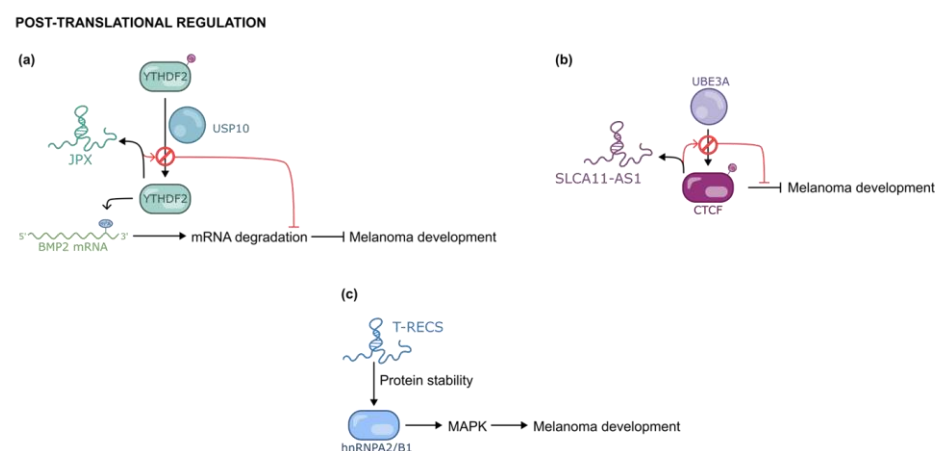 POST-TRANSLATIONAL REGULATION
(a)
YTHDF2
USP10
JPX
YTHDF2
5' 3'
BMP2 mRNA
mRNA degradation
Melanoma development
(b)
UBE3A
SLCA11-AS1
CTCF
Melanoma development
(c)
T-RECS
Protein stability
hnRNPA2/B1
MAPK
Melanoma development